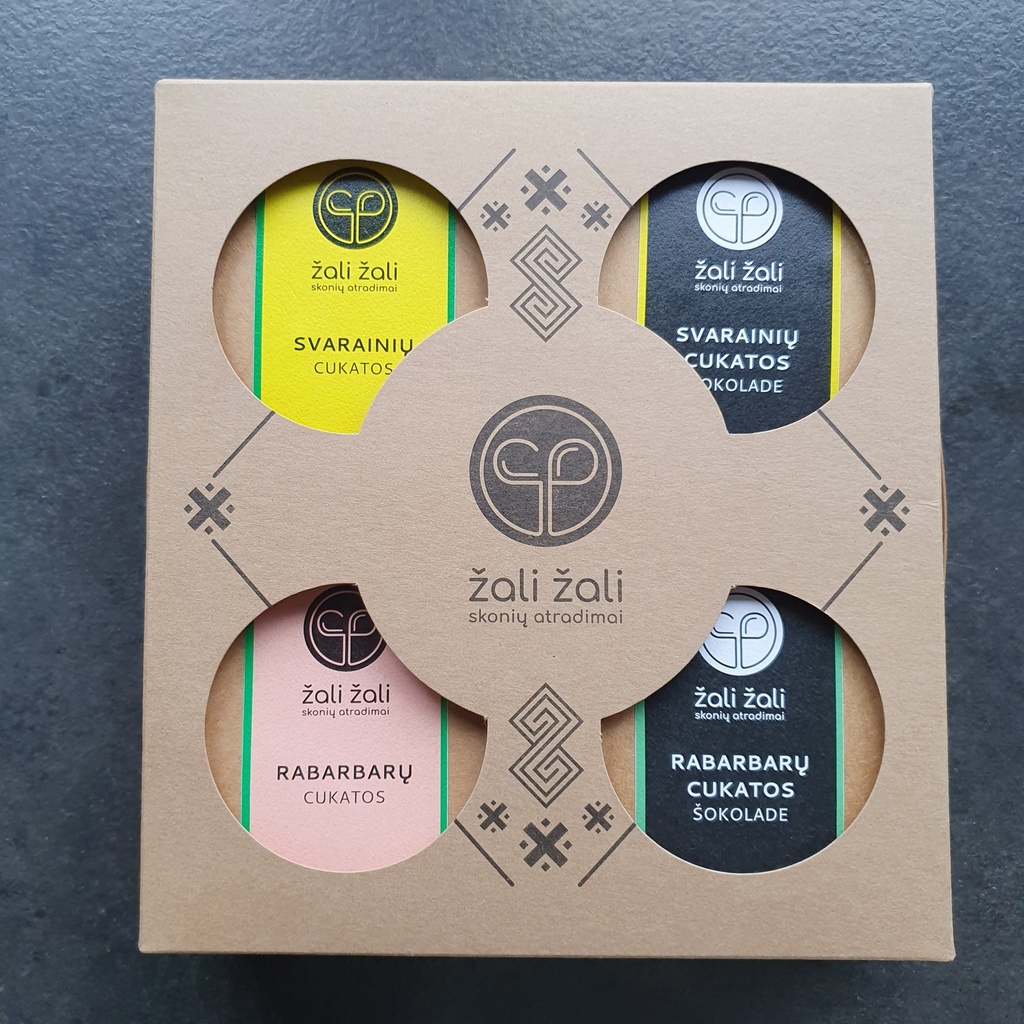 žali žali
skonių atradimai
SVARAINIŲ
CUKATOS
žali žali
skonių atradimai
SVARAINIŲ
CUKATOS
OKOLADE
žali žali
skonių atradimai
žali žali
skonių atradimai
RABARBARŲ
CUKATOS
žali žali
skonių atradimai
RABARBARŲ
CUKATOS
ŠOKOLADE